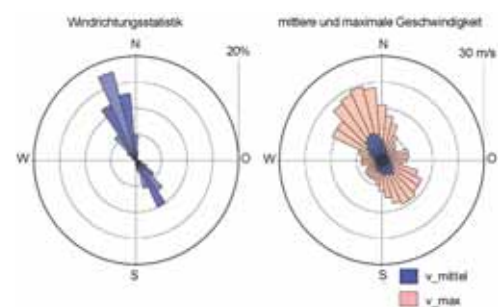 Windrichtungsstatistik
N
20%
W
O
S
mittlere und maximale Geschwindigkeit
N
30 m/s
W
O
S
v_mittel
v_max